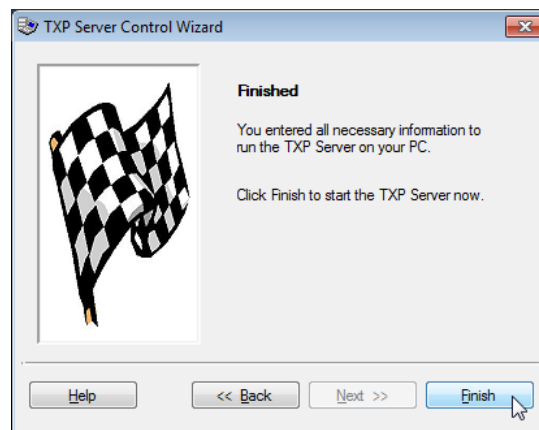 TXP Server Control Wizard
Finished
You entered all necessary information to
run the TXP Server on your PC.
Click Finish to start the TXP Server now.
Help
<< Back
Next >>
Finish